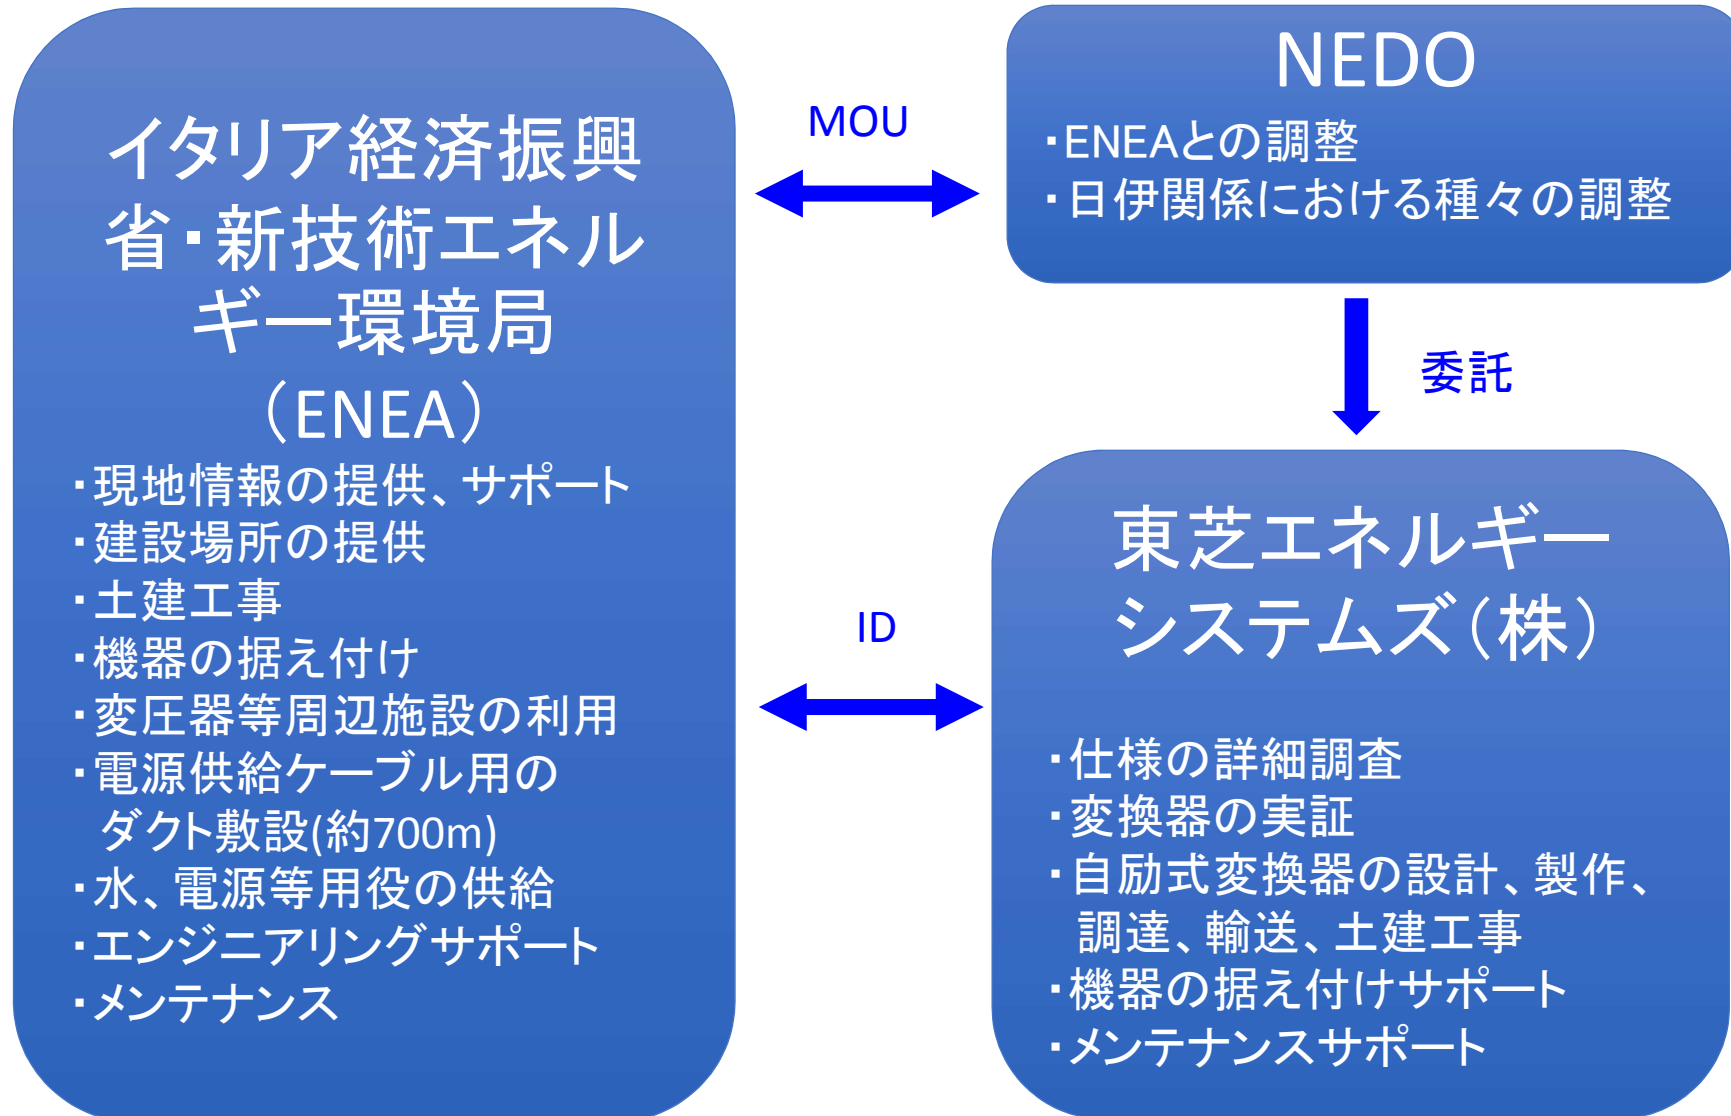 イタリア経済振興
省・新技術エネル
ギー環境局
（ENEA）
・現地情報の提供、サポート
・建設場所の提供
・土建工事
・機器の据え付け
・変圧器等周辺施設の利用
・電源供給ケーブル用の
ダクト敷設(約700m)
・水、電源等用役の供給
・エンジニアリングサポート
・メンテナンス
MOU
ID
NEDO
・ENEAとの調整
・日伊関係における種々の調整
委託
東芝エネルギー
システムズ（株）
・仕様の詳細調査
・変換器の実証
・自励式変換器の設計、製作、
調達、輸送、土建工事
・機器の据え付けサポート
・メンテナンスサポート